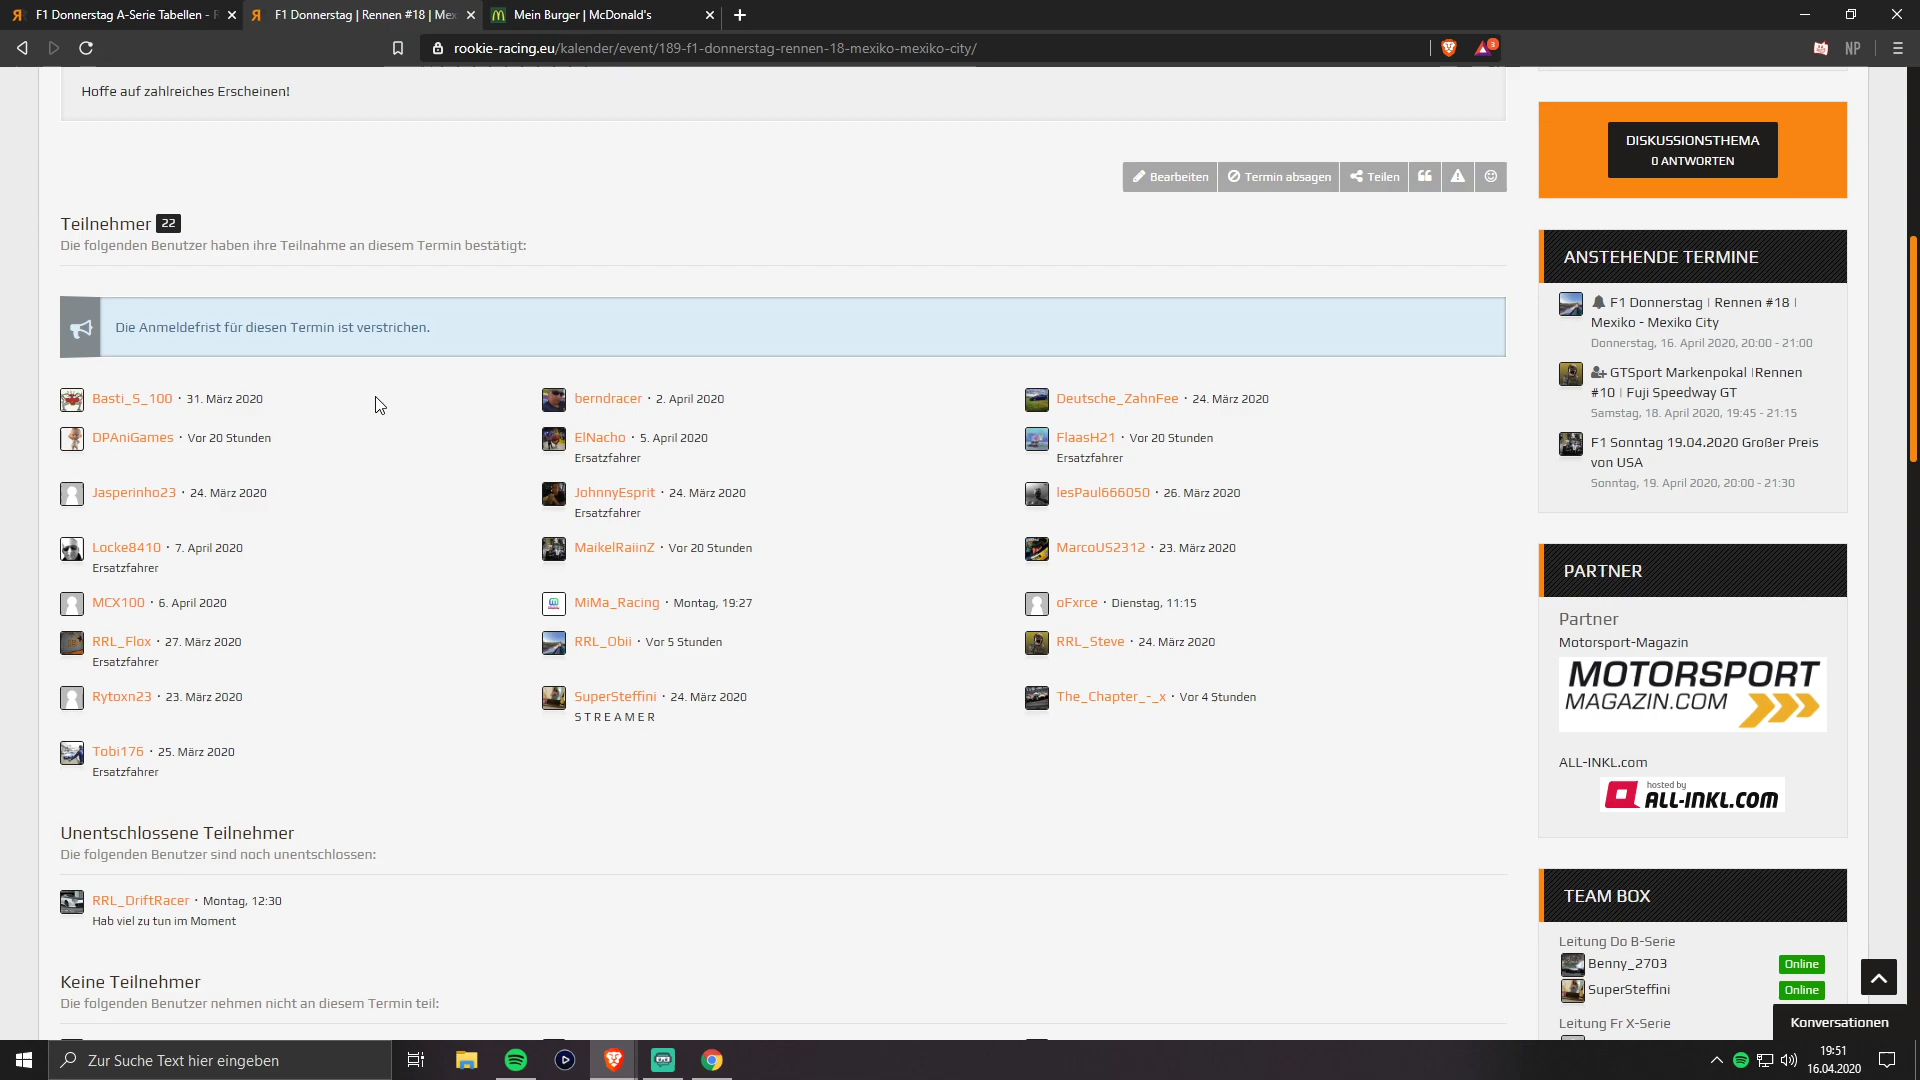 F1 Donnerstag A-Serie Tabellen -
F1 Donnerstag | Rennen #18 | Mex
Mein Burger | McDonald's
rookie-racing.eu/kalender/event/189-f1-donnerstag-rennen-18-mexiko-mexiko-city/
3
NP
Hoffe auf zahlreiches Erscheinen!
Bearbeiten
Termin absagen
Teilen
Teilnehmer 22
Die folgenden Benutzer haben ihre Teilnahme an diesem Termin bestätigt:
Die Anmeldefrist für diesen Termin ist verstrichen.
Basti_S_100 · 31. März 2020
berndracer · 2. April 2020
Deutsche_ZahnFee · 24. März 2020
DPAniGames · Vor 20 Stunden
ElNacho · 5. April 2020
Ersatzfahrer
FlaasH21 · Vor 20 Stunden
Ersatzfahrer
Jasperinho23 · 24. März 2020
JohnnyEsprit · 24. März 2020
Ersatzfahrer
lesPaul666050 · 26. März 2020
Locke8410 · 7. April 2020
Ersatzfahrer
MaikelRaiinZ · Vor 20 Stunden
MarcoUS2312 · 23. März 2020
MCX100 · 6. April 2020
MiMa_Racing · Montag, 19:27
oFxrce · Dienstag, 11:15
RRL_Flox · 27. März 2020
Ersatzfahrer
RRL_Obii · Vor 5 Stunden
RRL_Steve · 24. März 2020
Rytoxn23 · 23. März 2020
SuperSteffini · 24. März 2020
S T R E A M E R
The_Chapter_-_x · Vor 4 Stunden
Tobi176 · 25. März 2020
Ersatzfahrer
Unentschlossene Teilnehmer
Die folgenden Benutzer sind noch unentschlossen:
RRL_DriftRacer · Montag, 12:30
Hab viel zu tun im Moment
Keine Teilnehmer
Die folgenden Benutzer nehmen nicht an diesem Termin teil:
DISKUSSIONSTHEMA
0 ANTWORTEN
ANSTEHENDE TERMINE
F1 Donnerstag | Rennen #18 |
Mexiko - Mexiko City
Donnerstag, 16. April 2020, 20:00 - 21:00
GTSport Markenpokal |Rennen
#10 | Fuji Speedway GT
Samstag, 18. April 2020, 19:45 - 21:15
F1 Sonntag 19.04.2020 Großer Preis
von USA
Sonntag, 19. April 2020, 20:00 - 21:30
PARTNER
Partner
Motorsport-Magazin
MOTORSPORT
MAGAZIN.COM
ALL-INKL.com
hosted by
ALL-INKL.COM
TEAM BOX
Leitung Do B-Serie
Benny_2703
Online
SuperSteffini
Online
Leitung Fr X-Serie
Konversationen
Zur Suche Text hier eingeben
19:51
16.04.2020